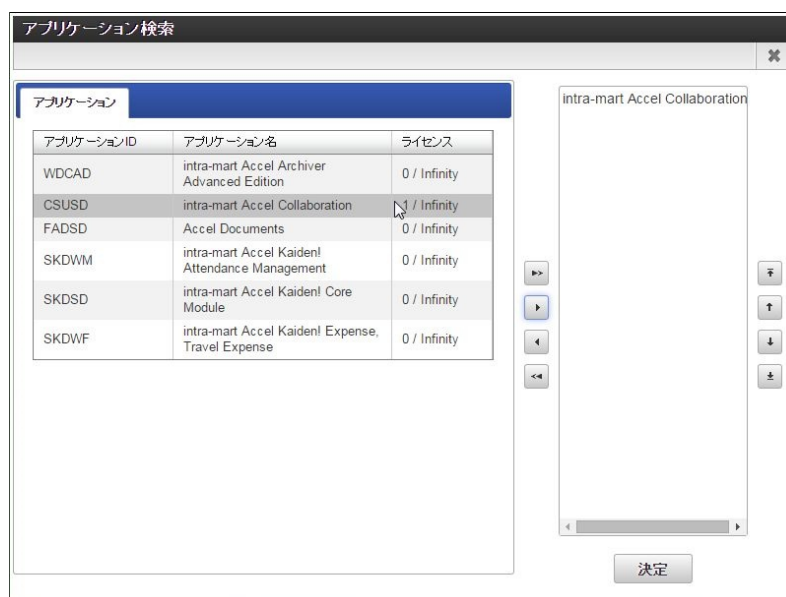 アプリケーション検索
アプリケーション
アプリケーションID アプリケーション名 ライセンス
WDCAD intra-mart Accel Archiver 0 / Infinity
Advanced Edition
CSUSD intra-mart Accel Collaboration 1 / Infinity
FADSD Accel Documents 0 / Infinity
SKDWM intra-mart Accel Kaiden! 0 / Infinity
Attendance Management
SKDSD intra-mart Accel Kaiden! Core 0 / Infinity
Module
SKDWF intra-mart Accel Kaiden! Expense, 0 / Infinity
Travel Expense
intra-mart Accel Collaboration
決定